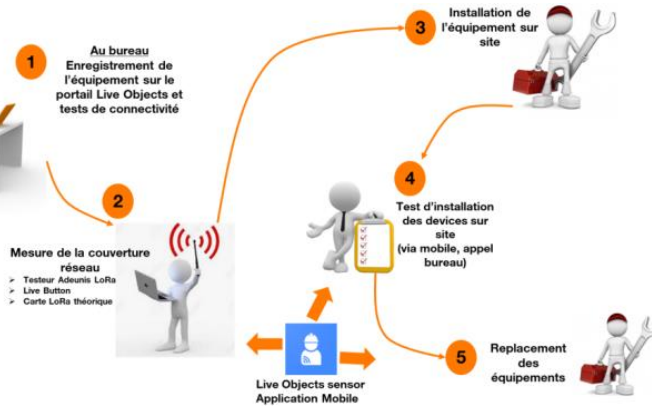 1
Au bureau
Enregistrement de
l'équipement sur le
portail Live Objects et
tests de connectivité
2
Mesure de la couverture
réseau
➤ Testeur Adeunis LoRa
➤ Live Button
➤ Carte LoRa théorique
3
Installation de
l'équipement sur
site
4
Test d'installation
des devices sur
site
(via mobile, appel
bureau)
Live Objects sensor
Application Mobile
5
Replacement
des
équipements